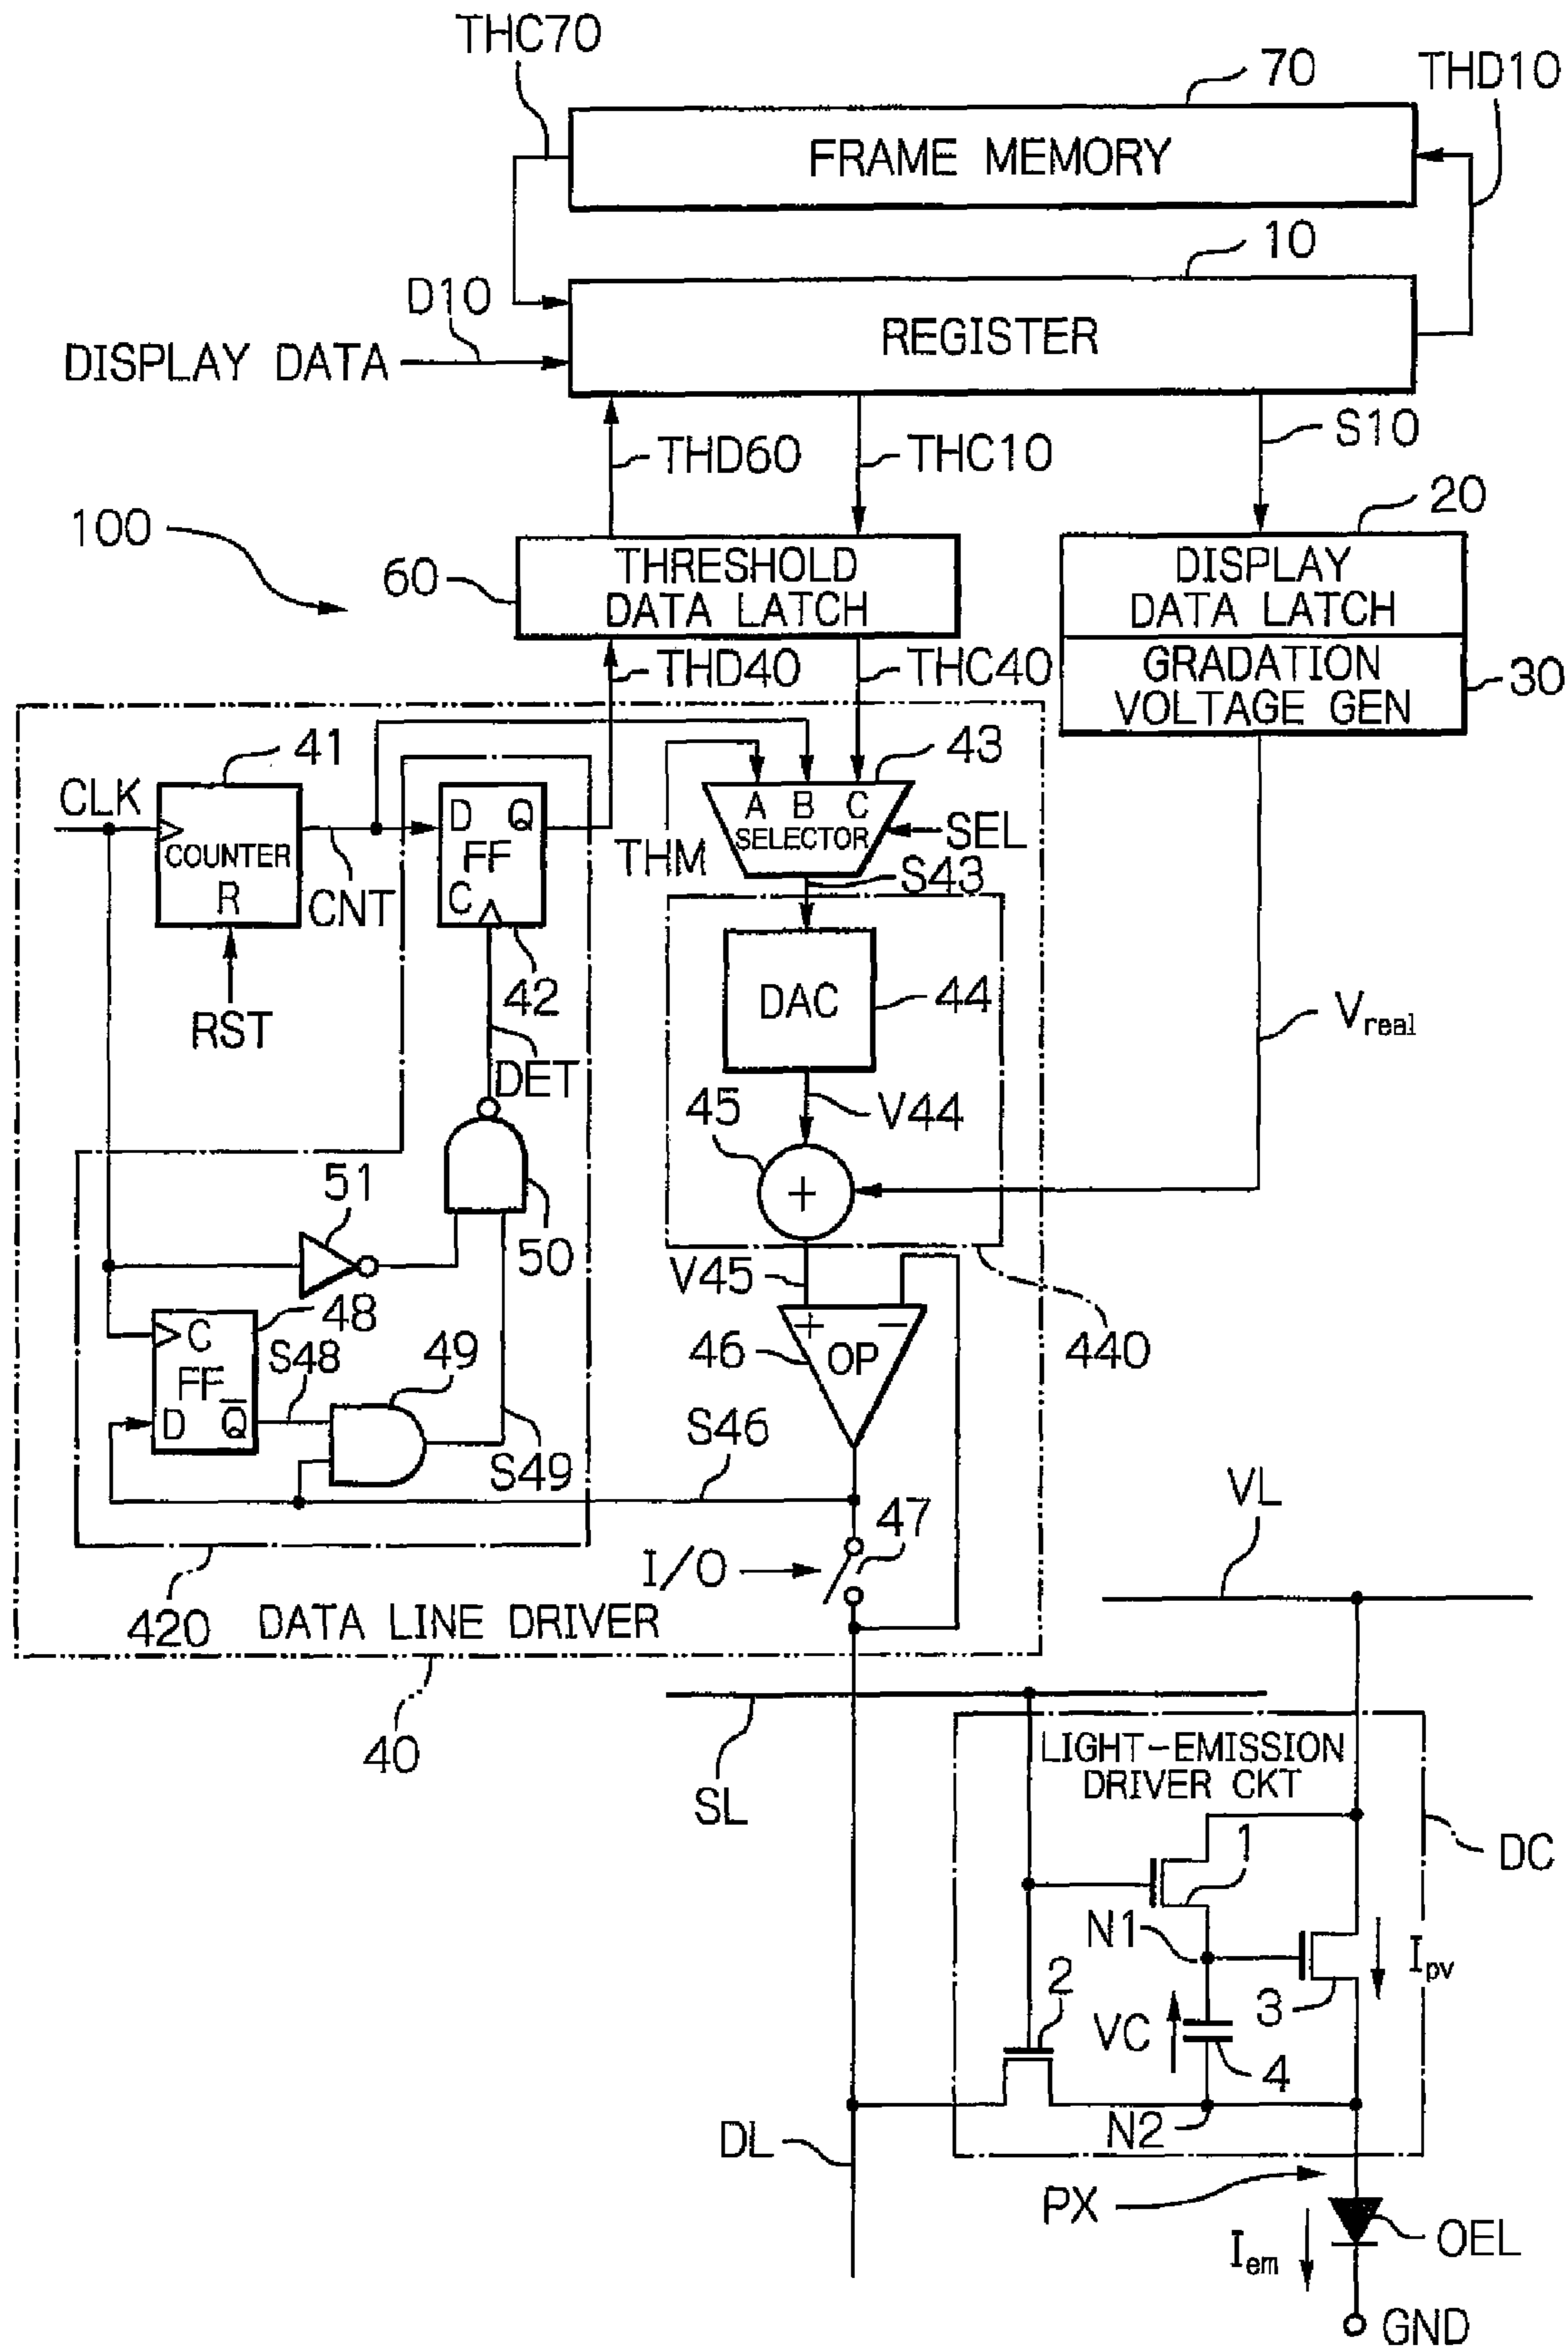 THC70
70
THD10
FRAME MEMORY
10
D10
REGISTER
DISPLAY DATA
S10
THD60
THC10
20
100
60
THRESHOLD
DATA LATCH
DISPLAY
DATA LATCH
THD40
THC40
GRADATION
VOLTAGE GEN
30
41
43
CLK
D Q
A B C
COUNTER
FF
THM
SELECTOR
SEL
R
CNT
C
S43
42
DAC
44
RST
Vreal
DET
V44
45
+
51
50
V45
48
C
S48
49
+ −
46
OP
440
FF
D Q̅
S46
S49
47
VL
I/O
420
DATA LINE DRIVER
40
LIGHT-EMISSION
DRIVER CKT
SL
1
DC
N1
Ipv
2
3
VC
4
DL
N2
PX
OEL
Iem
GND